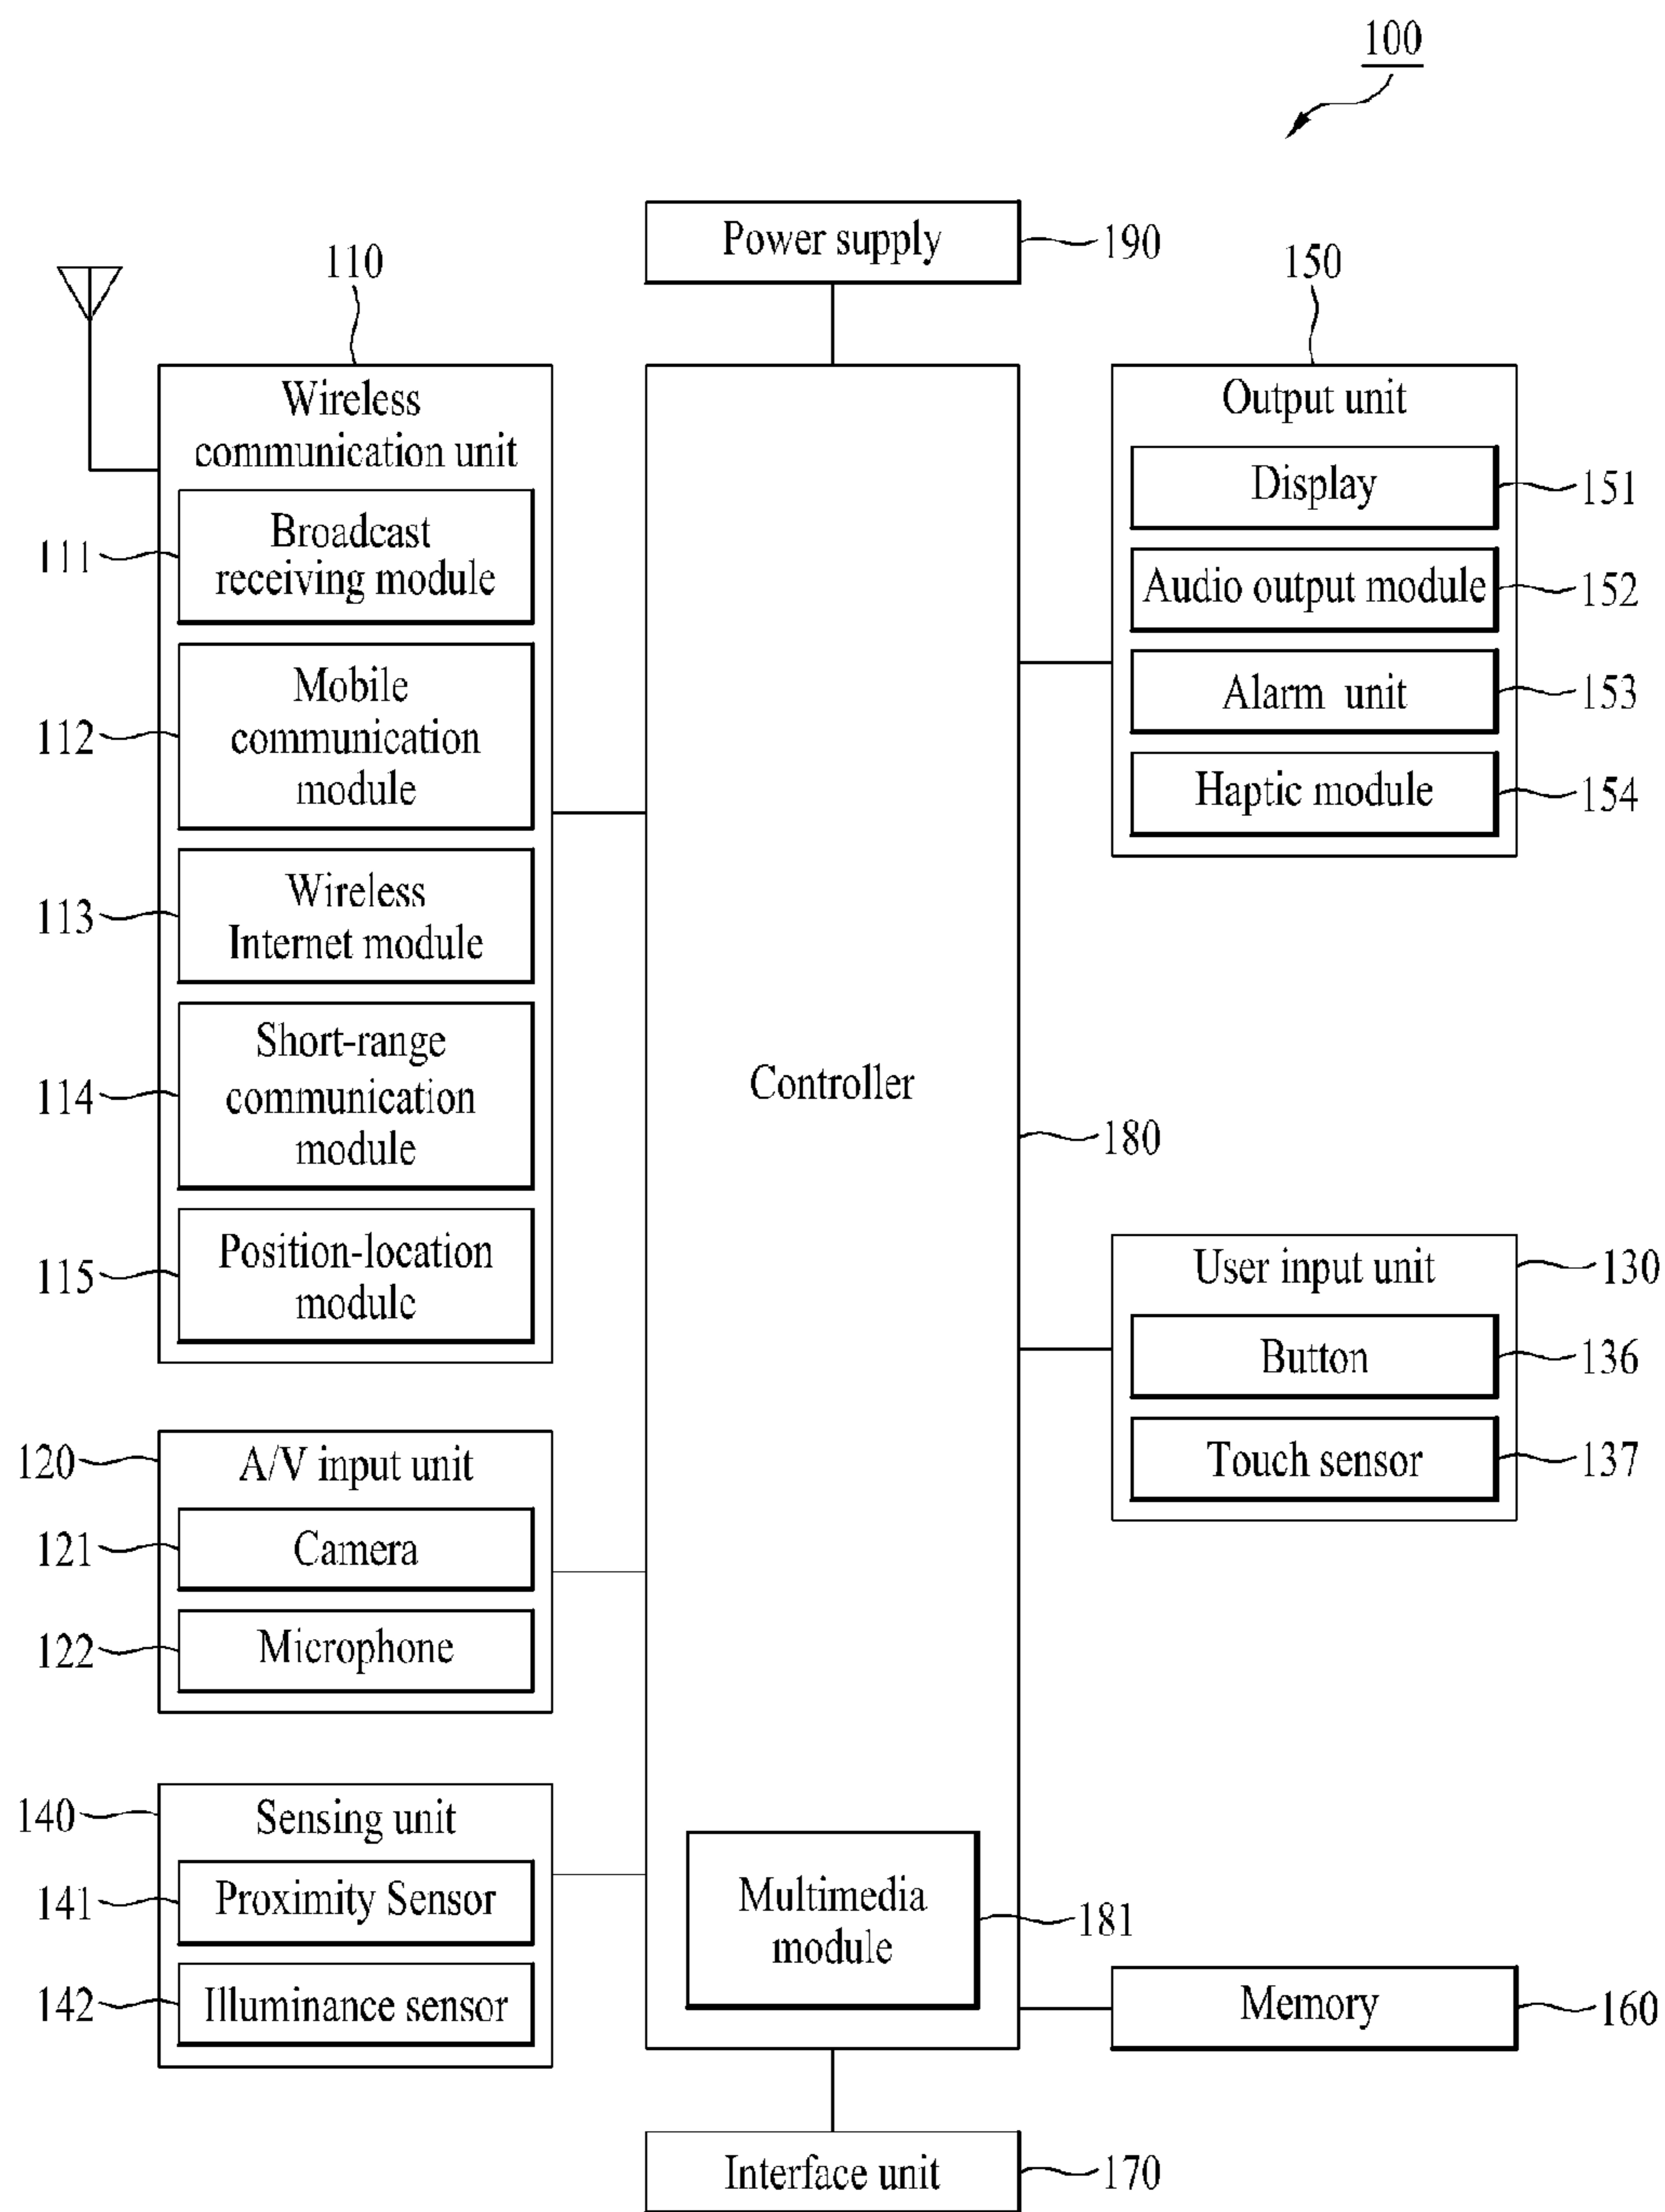 100
Power supply
190
110
Wireless
communication unit
111
Broadcast
receiving module
112
Mobile
communication
module
113
Wireless
Internet module
114
Short-range
communication
module
115
Position-location
module
120
A/V input unit
121
Camera
122
Microphone
140
Sensing unit
141
Proximity Sensor
142
Illuminance sensor
Controller
180
Multimedia
module
181
150
Output unit
Display
151
Audio output module
152
Alarm unit
153
Haptic module
154
User input unit
130
Button
136
Touch sensor
137
Memory
160
Interface unit
170